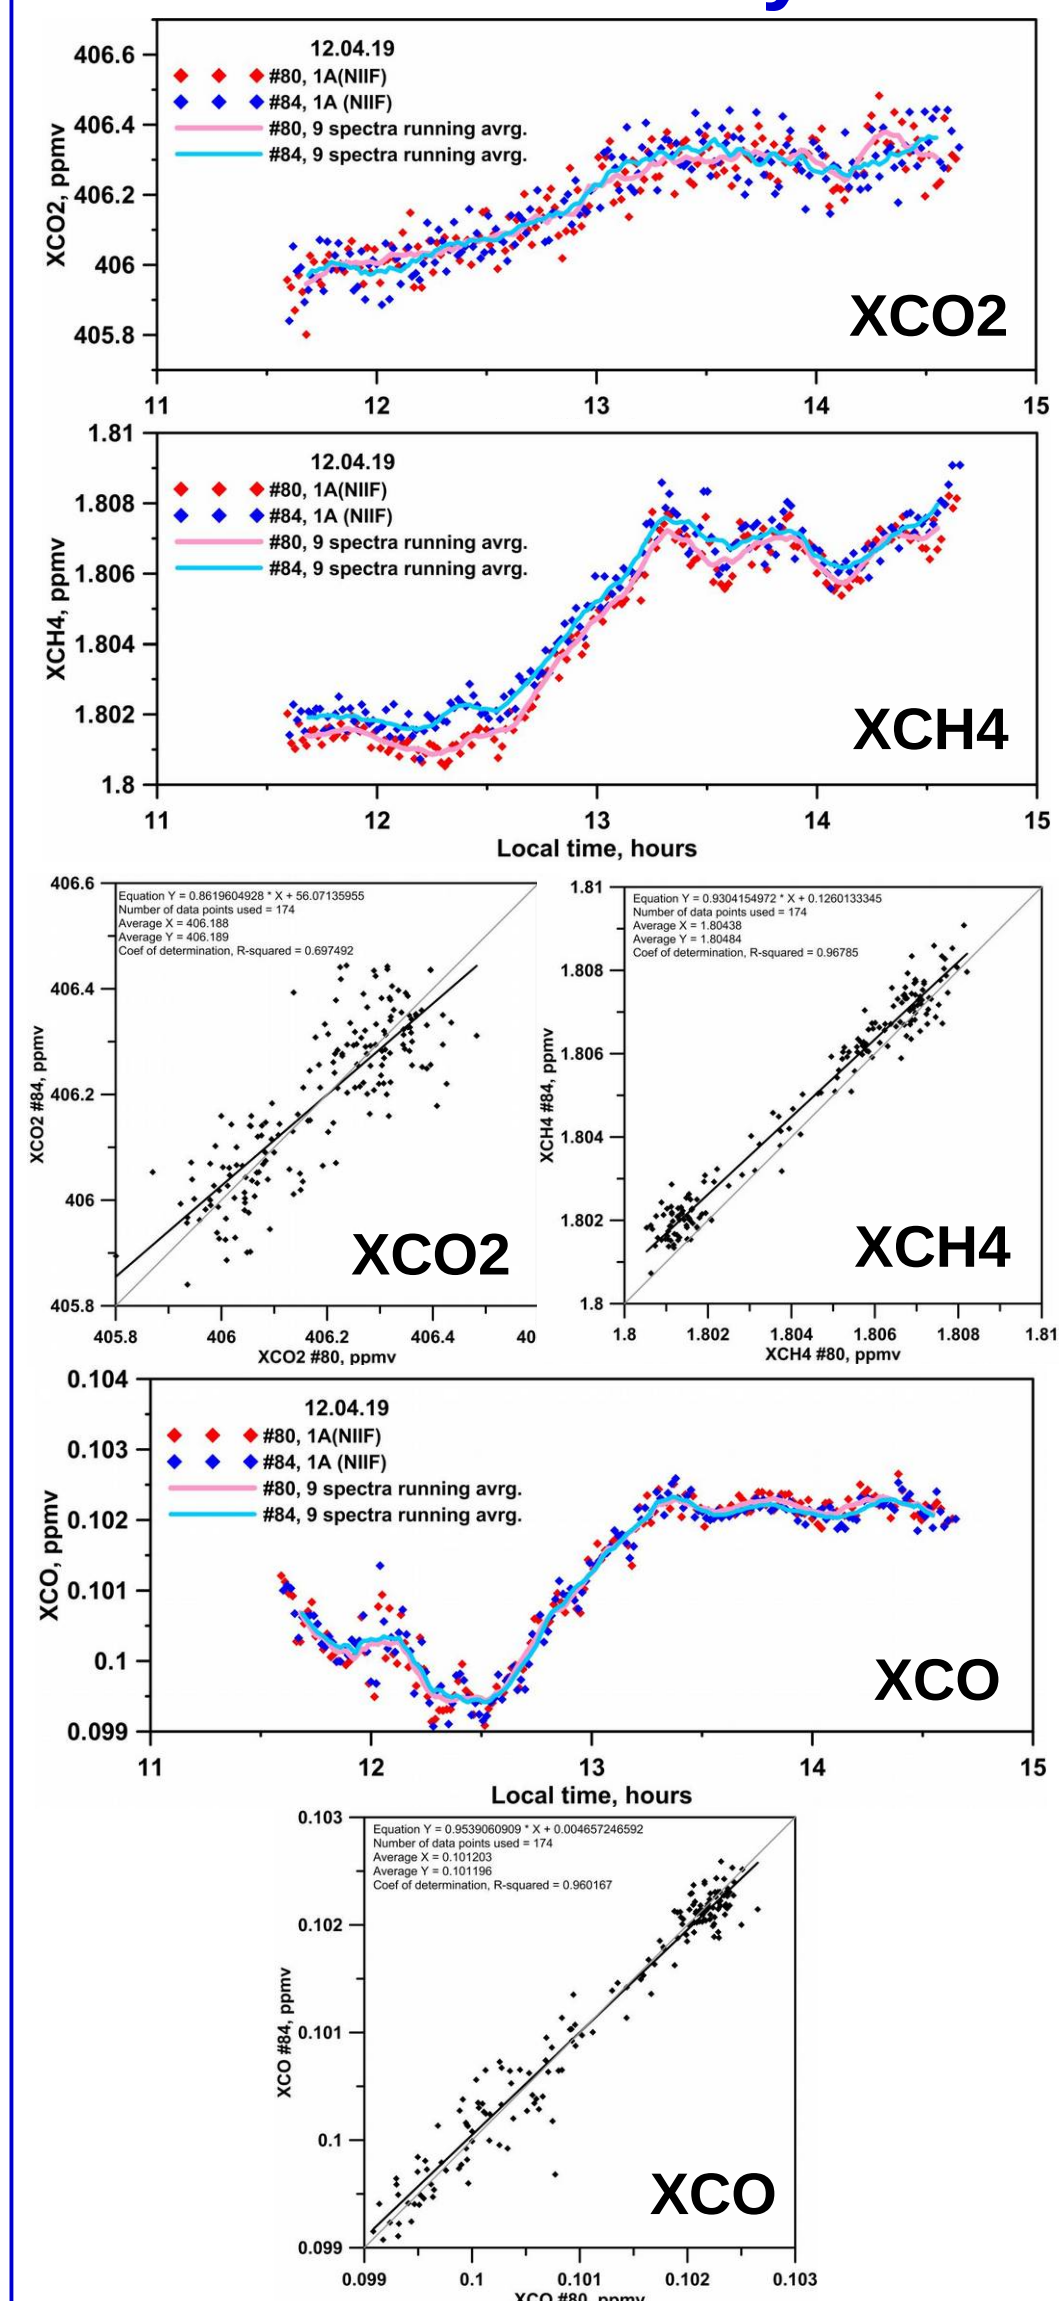 y
12.04.19
#80, 1A(NIIF)
#84, 1A (NIIF)
#80, 9 spectra running avrg.
#84, 9 spectra running avrg.
XCO2, ppmv
406.6
406.4
406.2
406
405.8
XCO2
11 12 13 14 15
12.04.19
#80, 1A(NIIF)
#84, 1A (NIIF)
#80, 9 spectra running avrg.
#84, 9 spectra running avrg.
XCH4, ppmv
1.81
1.808
1.806
1.804
1.802
1.8
XCH4
11 12 13 14 15
Local time, hours
Equation Y = 0.8619604928 * X + 56.07135955
Number of data points used = 174
Average X = 406.188
Average Y = 406.189
Coef of determination, R-squared = 0.697492
XCO2 #84, ppmv
406.6
406.4
406.2
406
405.8
XCO2
405.8 406 406.2 406.4 40
XCO2 #80, ppmv
Equation Y = 0.9304154972 * X + 0.1260133345
Number of data points used = 174
Average X = 1.80438
Average Y = 1.80484
Coef of determination, R-squared = 0.96785
XCH4 #84, ppmv
1.81
1.808
1.806
1.804
1.802
1.8
XCH4
1.8 1.802 1.804 1.806 1.808 1.81
XCH4 #80, ppmv
12.04.19
#80, 1A(NIIF)
#84, 1A (NIIF)
#80, 9 spectra running avrg.
#84, 9 spectra running avrg.
XCO, ppmv
0.104
0.103
0.102
0.101
0.1
0.099
XCO
11 12 13 14 15
Local time, hours
Equation Y = 0.9539060909 * X + 0.004657246592
Number of data points used = 174
Average X = 0.101203
Average Y = 0.101196
Coef of determination, R-squared = 0.960167
XCO #84, ppmv
0.103
0.102
0.101
0.1
0.099
XCO
0.099 0.1 0.101 0.102 0.103
XCO #80, ppmv